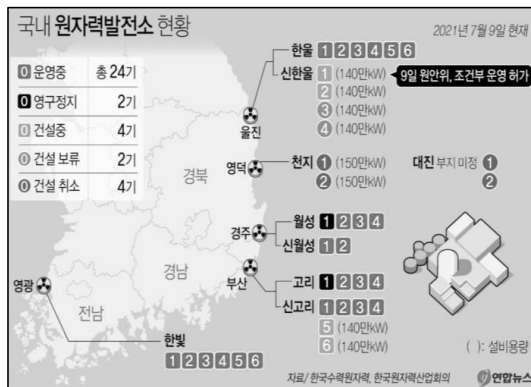 국내 원자력발전소 현황
2021년 7월 9일 현재
0 운영중 총 24기
0 영구정지 2기
0 건설중 4기
0 건설 보류 2기
0 건설 취소 4기
한울 1 2 3 4 5 6
신한울 1 (140만kW) 9일 원안위, 조건부 운영 허가
2 (140만kW)
3 (140만kW)
4 (140만kW)
울진
천지 1 (150만kW) 대진 부지 미정 1
2 (150만kW) 2
영덕
경북
월성 1 2 3 4
경주
신월성 1 2
경남
부산
고리 1 2 3 4
신고리 1 2 3 4
5 (140만kW)
6 (140만kW)
영광
전남
한빛
1 2 3 4 5 6
( ): 설비용량
자료/ 한국수력원자력, 한국원자력산업회의
연합뉴스